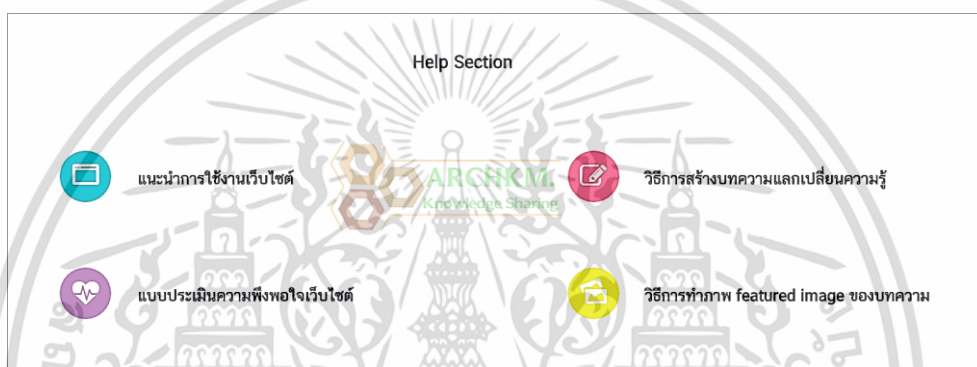 Help Section
ARCHKM.
Knowledge Sharing
แนะนำการใช้งานเว็บไซต์
วิธีการสร้างบทความแลกเปลี่ยนความรู้
แบบประเมินความพึงพอใจเว็บไซต์
วิธีการทำภาพ featured image ของบทความ